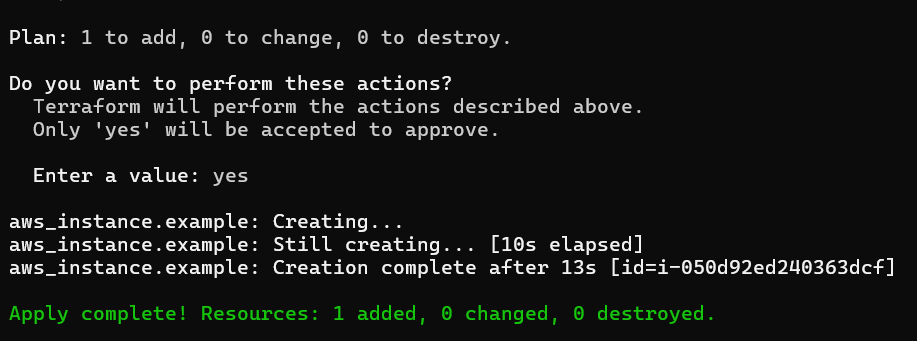 Plan: 1 to add, 0 to change, 0 to destroy.
Do you want to perform these actions?
Terraform will perform the actions described above.
Only 'yes' will be accepted to approve.
Enter a value: yes
aws_instance.example: Creating...
aws_instance.example: Still creating... [10s elapsed]
aws_instance.example: Creation complete after 13s [id=i-050d92ed240363dcf]
Apply complete! Resources: 1 added, 0 changed, 0 destroyed.